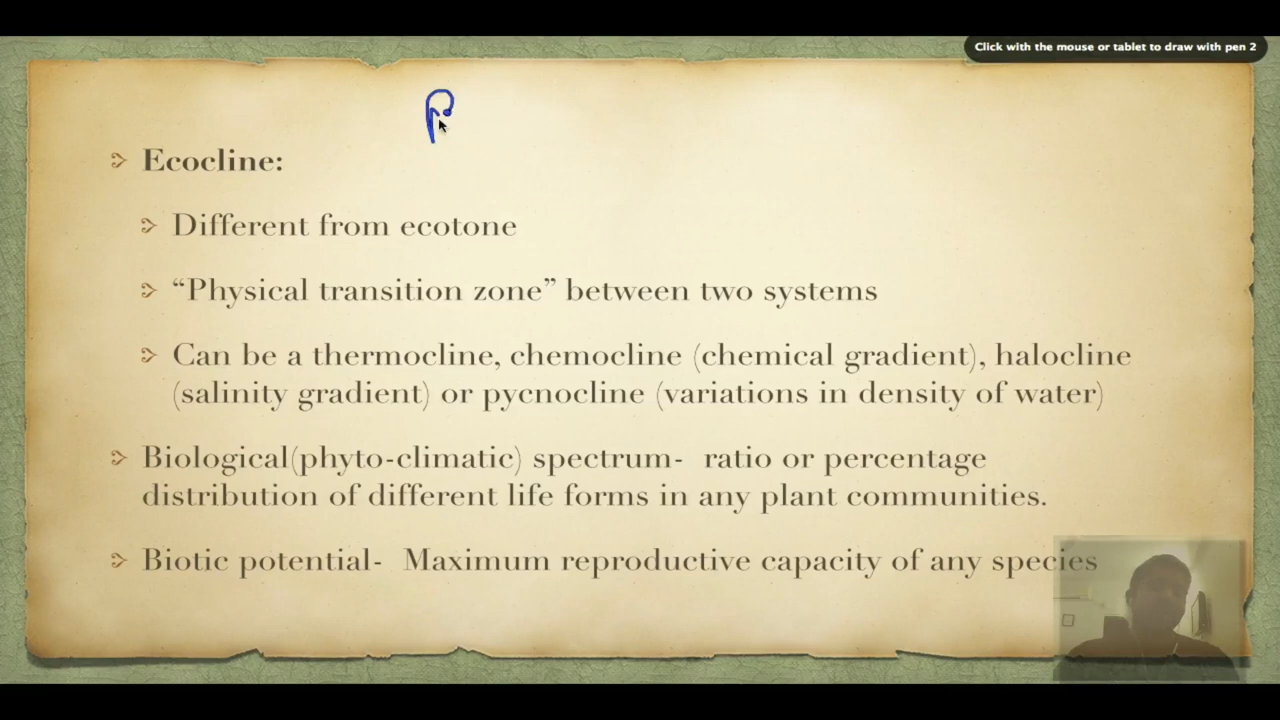 Click with the mouse or tablet to draw with pen 2
Ecocline:
Different from ecotone
“Physical transition zone” between two systems
Can be a thermocline, chemocline (chemical gradient), halocline
(salinity gradient) or pycnocline (variations in density of water)
Biological(phyto-climatic) spectrum- ratio or percentage
distribution of different life forms in any plant communities.
Biotic potential- Maximum reproductive capacity of any species